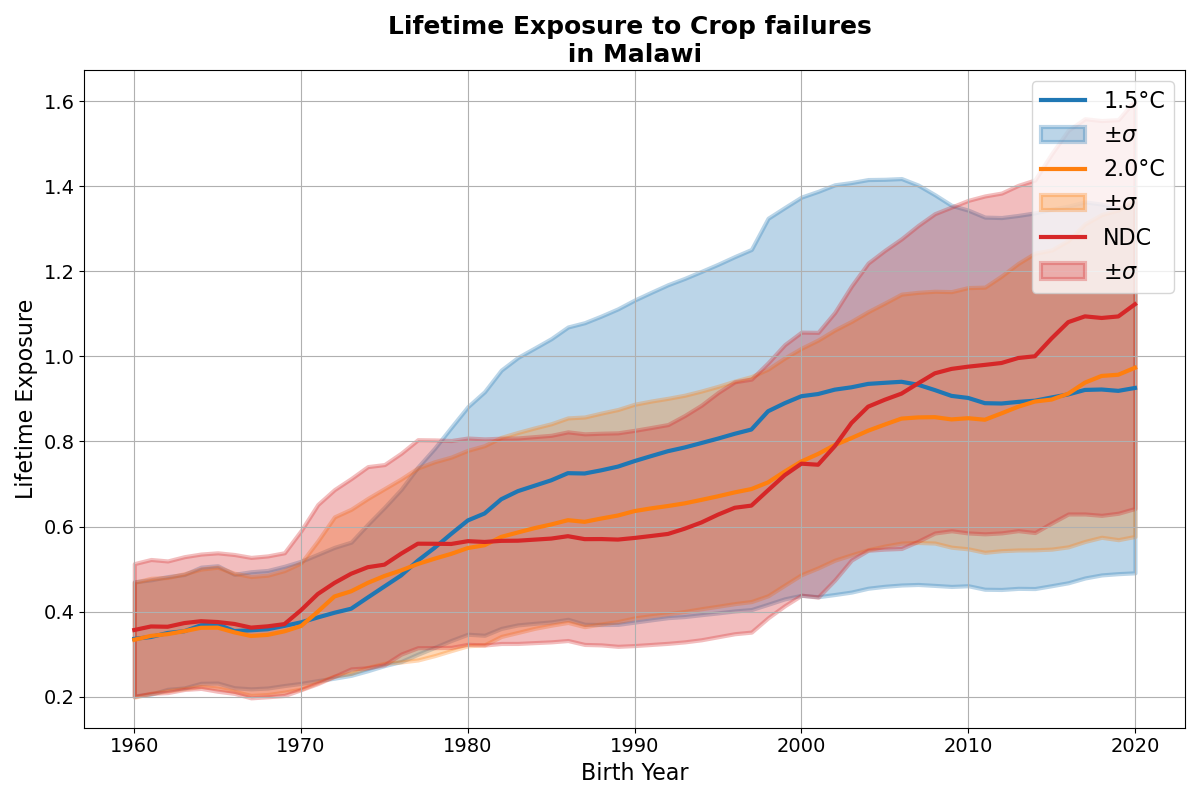 Lifetime Exposure to Crop failures
in Malawi
1.5°C
±σ
2.0°C
±σ
NDC
±σ
Lifetime Exposure
1.6
1.4
1.2
1.0
0.8
0.6
0.4
0.2
1960 1970 1980 1990 2000 2010 2020
Birth Year